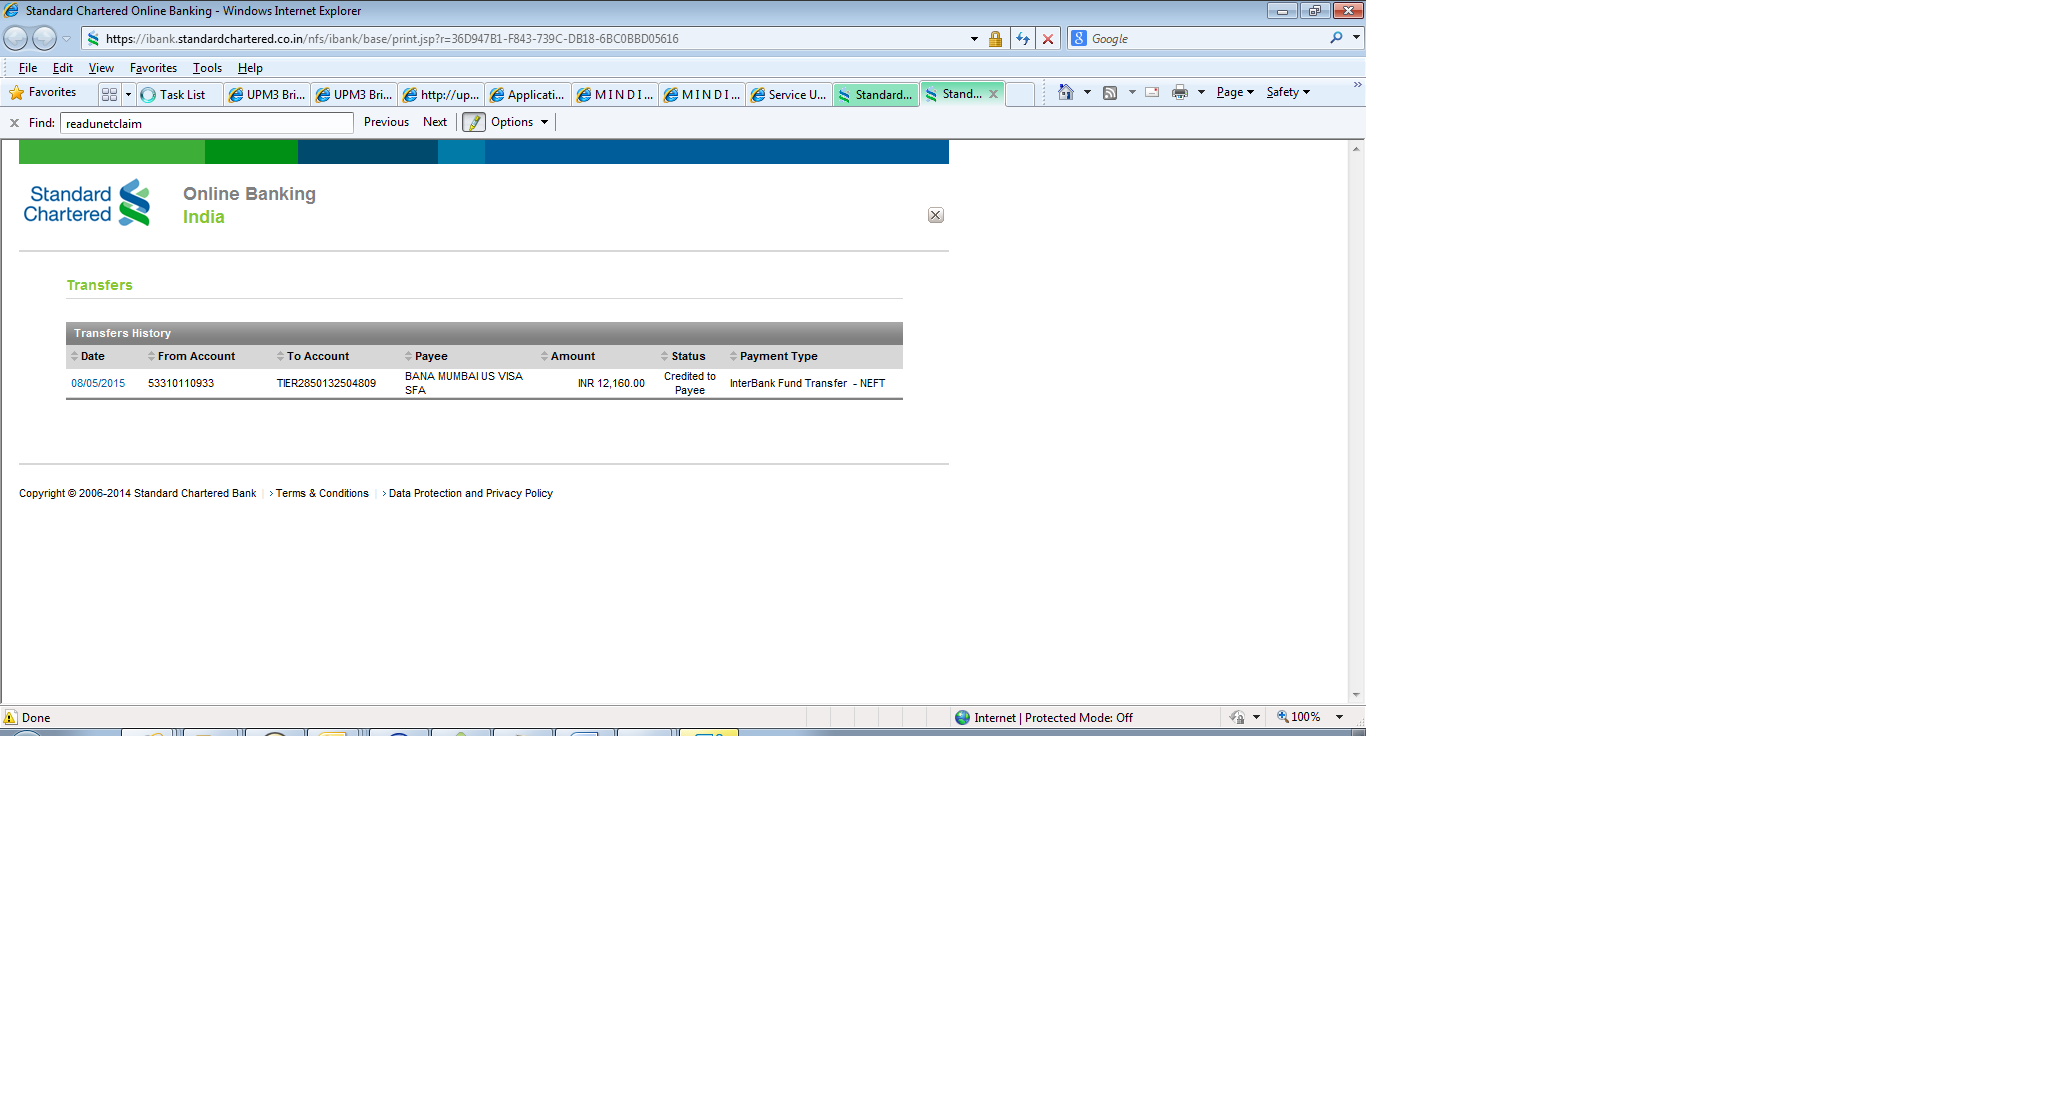 Standard Chartered Online Banking - Windows Internet Explorer
https://ibank.standardchartered.co.in/nfs/ibank/base/print.jsp?r=36D947B1-F843-739C-DB18-6BC0BBD05616
Google
File Edit View Favorites Tools Help
Favorites Task List UPM3 Bri... UPM3 Bri... http://up... Applicati... M I N D I ... M I N D I ... Service U... Standard... Stand... Page Safety
Find: readunetclaim Previous Next Options
Standard Chartered
Online Banking
India
Transfers
Transfers History
Date From Account To Account Payee Amount Status Payment Type
08/05/2015 53310110933 TIER2850132504809 BANA MUMBAI US VISA SFA INR 12,160.00 Credited to Payee InterBank Fund Transfer - NEFT
Copyright © 2006-2014 Standard Chartered Bank | › Terms & Conditions | › Data Protection and Privacy Policy
Done Internet | Protected Mode: Off 100%